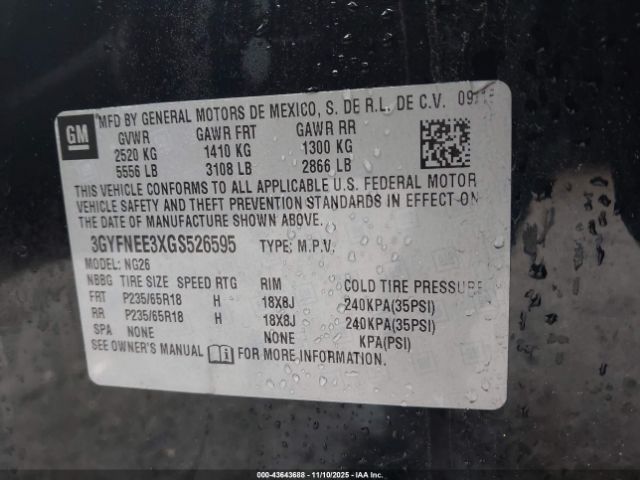 GM
MFD BY GENERAL MOTORS DE MEXICO, S. DE R.L. DE C.V.
GVWR GAWR FRT GAWR RR
2520 KG 1410 KG 1300 KG
5556 LB 3108 LB 2866 LB
THIS VEHICLE CONFORMS TO ALL APPLICABLE U.S. FEDERAL MOTOR
VEHICLE SAFETY AND THEFT PREVENTION STANDARDS IN EFFECT ON
THE DATE OF MANUFACTURE SHOWN ABOVE.
3GYFNEE3XGS526595 TYPE: M.P.V.
MODEL: NG26
NBBG TIRE SIZE SPEED RTG RIM COLD TIRE PRESSURE
FRT P235/65R18 H 18X8J 240KPA(35PSI)
RR P235/65R18 H 18X8J 240KPA(35PSI)
SPA NONE NONE KPA(PSI)
SEE OWNER'S MANUAL FOR MORE INFORMATION.
000-43643688 - 11/10/2025 - IAAI.COM